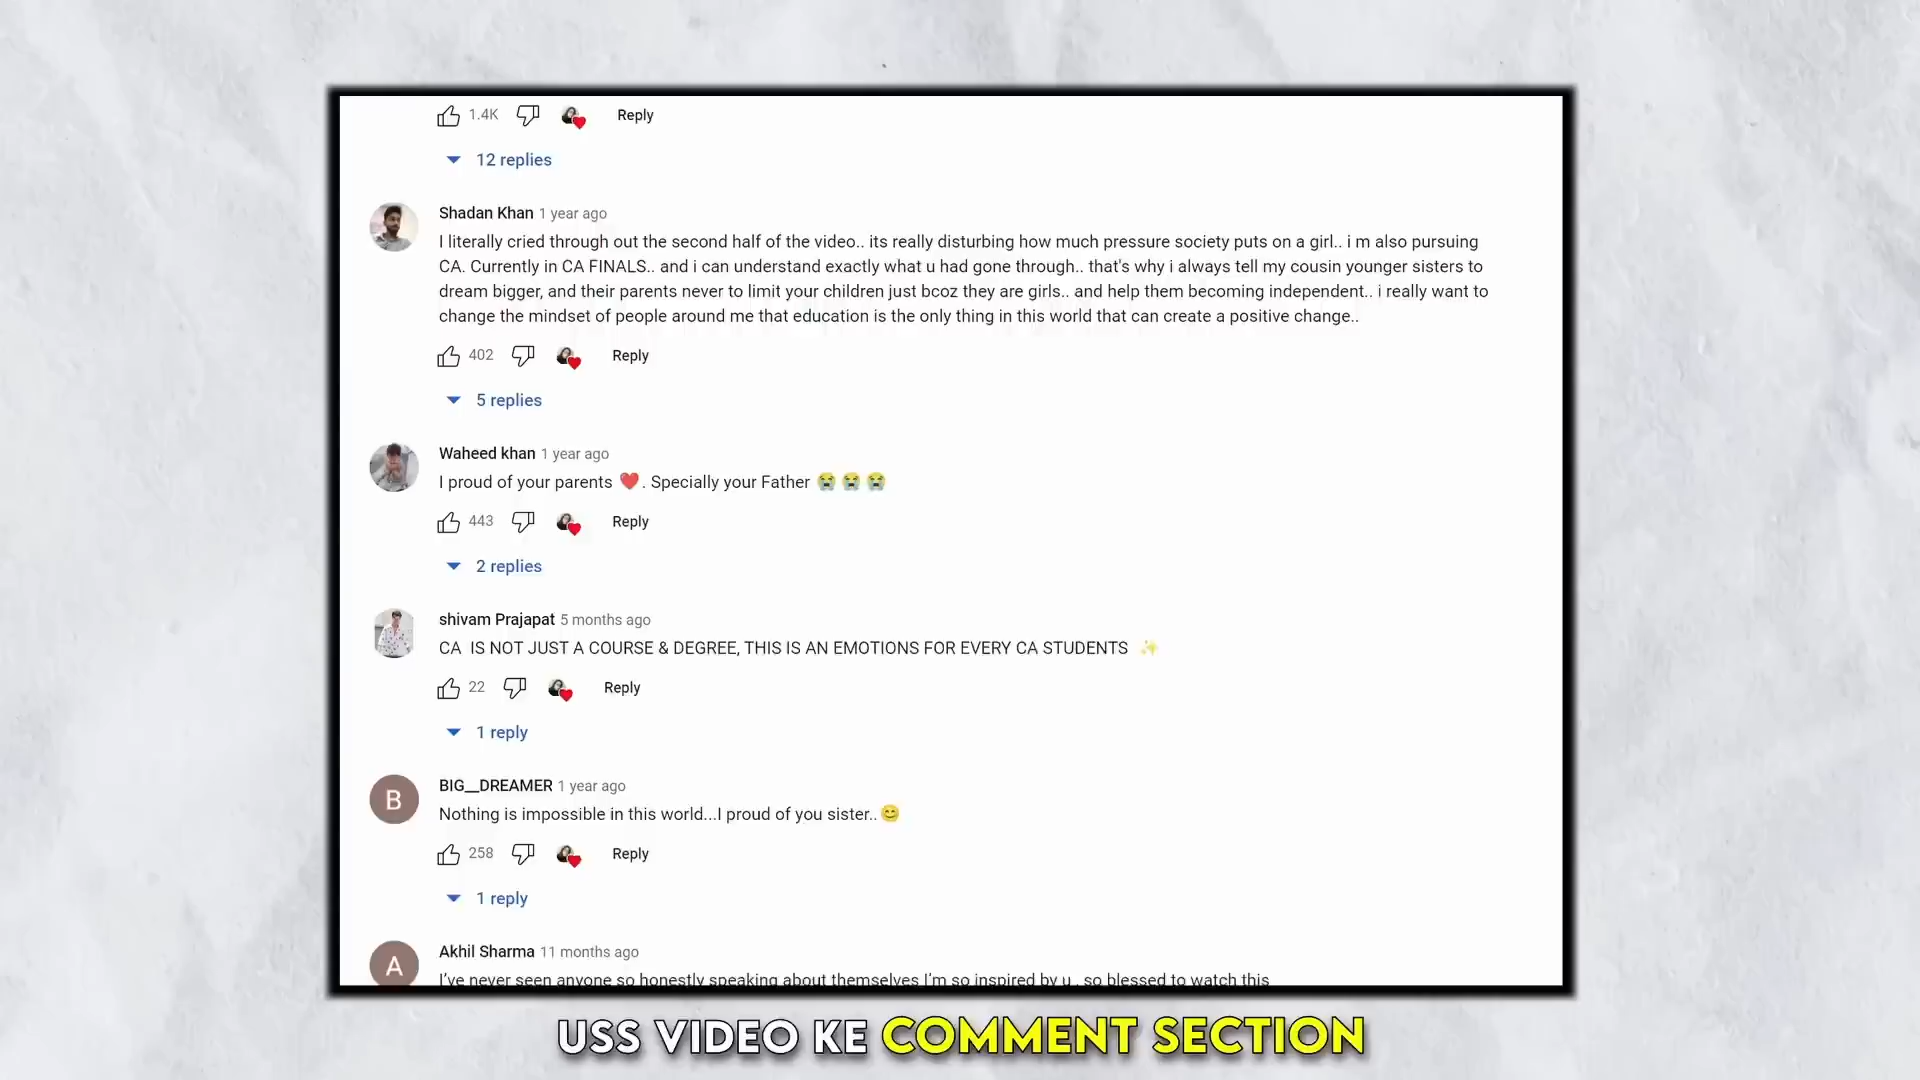 1.4K Reply
12 replies
Shadan Khan 1 year ago
I literally cried through out the second half of the video.. its really disturbing how much pressure society puts on a girl.. i m also pursuing
CA. Currently in CA FINALS.. and i can understand exactly what u had gone through.. that's why i always tell my cousin younger sisters to
dream bigger, and their parents never to limit your children just bcoz they are girls.. and help them becoming independent.. i really want to
change the mindset of people around me that education is the only thing in this world that can create a positive change..
402 Reply
5 replies
Waheed khan 1 year ago
I proud of your parents ❤️. Specially your Father 😭 😭 😭
443 Reply
2 replies
shivam Prajapat 5 months ago
CA IS NOT JUST A COURSE & DEGREE, THIS IS AN EMOTIONS FOR EVERY CA STUDENTS ✨
22 Reply
1 reply
B
BIG__DREAMER 1 year ago
Nothing is impossible in this world...I proud of you sister.. 😊
258 Reply
1 reply
A
Akhil Sharma 11 months ago
I've never seen anyone so honestly speaking about themselves I'm so inspired by u . so blessed to watch this
USS VIDEO KE COMMENT SECTION